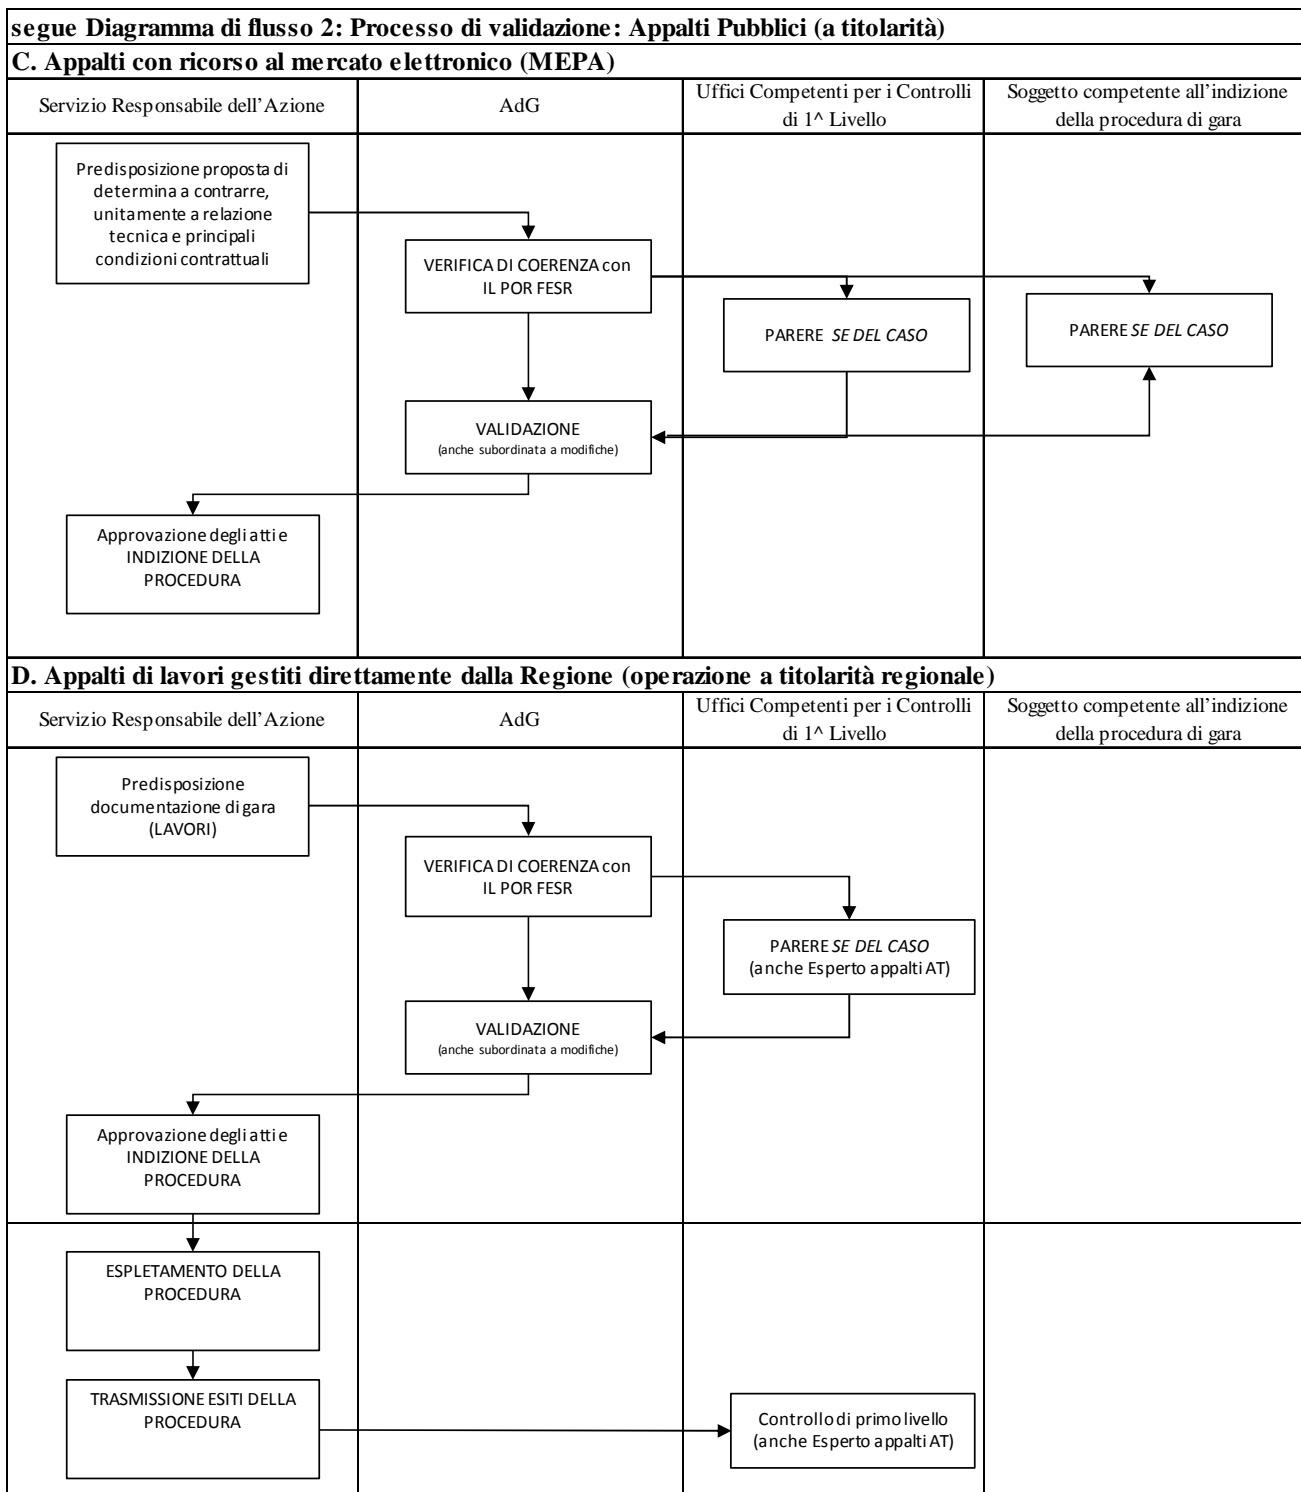 segue Diagramma di flusso 2: Processo di validazione: Appalti Pubblici (a titolarità)
C. Appalti con ricorso al mercato elettronico (MEPA)
Servizio Responsabile dell'Azione
AdG
Uffici Competenti per i Controlli
di 1^ Livello
Soggetto competente all'indizione
della procedura di gara
Predisposizione proposta di
determina a contrarre,
unitamente a relazione
tecnica e principali
condizioni contrattuali
VERIFICA DI COERENZA con
IL POR FESR
PARERE SE DEL CASO
PARERE SE DEL CASO
VALIDAZIONE
(anche subordinata a modifiche)
Approvazione degli atti e
INDIZIONE DELLA
PROCEDURA
D. Appalti di lavori gestiti direttamente dalla Regione (operazione a titolarità regionale)
Servizio Responsabile dell'Azione
AdG
Uffici Competenti per i Controlli
di 1^ Livello
Soggetto competente all'indizione
della procedura di gara
Predisposizione
documentazione di gara
(LAVORI)
VERIFICA DI COERENZA con
IL POR FESR
PARERE SE DEL CASO
(anche Esperto appalti AT)
VALIDAZIONE
(anche subordinata a modifiche)
Approvazione degli atti e
INDIZIONE DELLA
PROCEDURA
ESPLETAMENTO DELLA
PROCEDURA
TRASMISSIONE ESITI DELLA
PROCEDURA
Controllo di primo livello
(anche Esperto appalti AT)